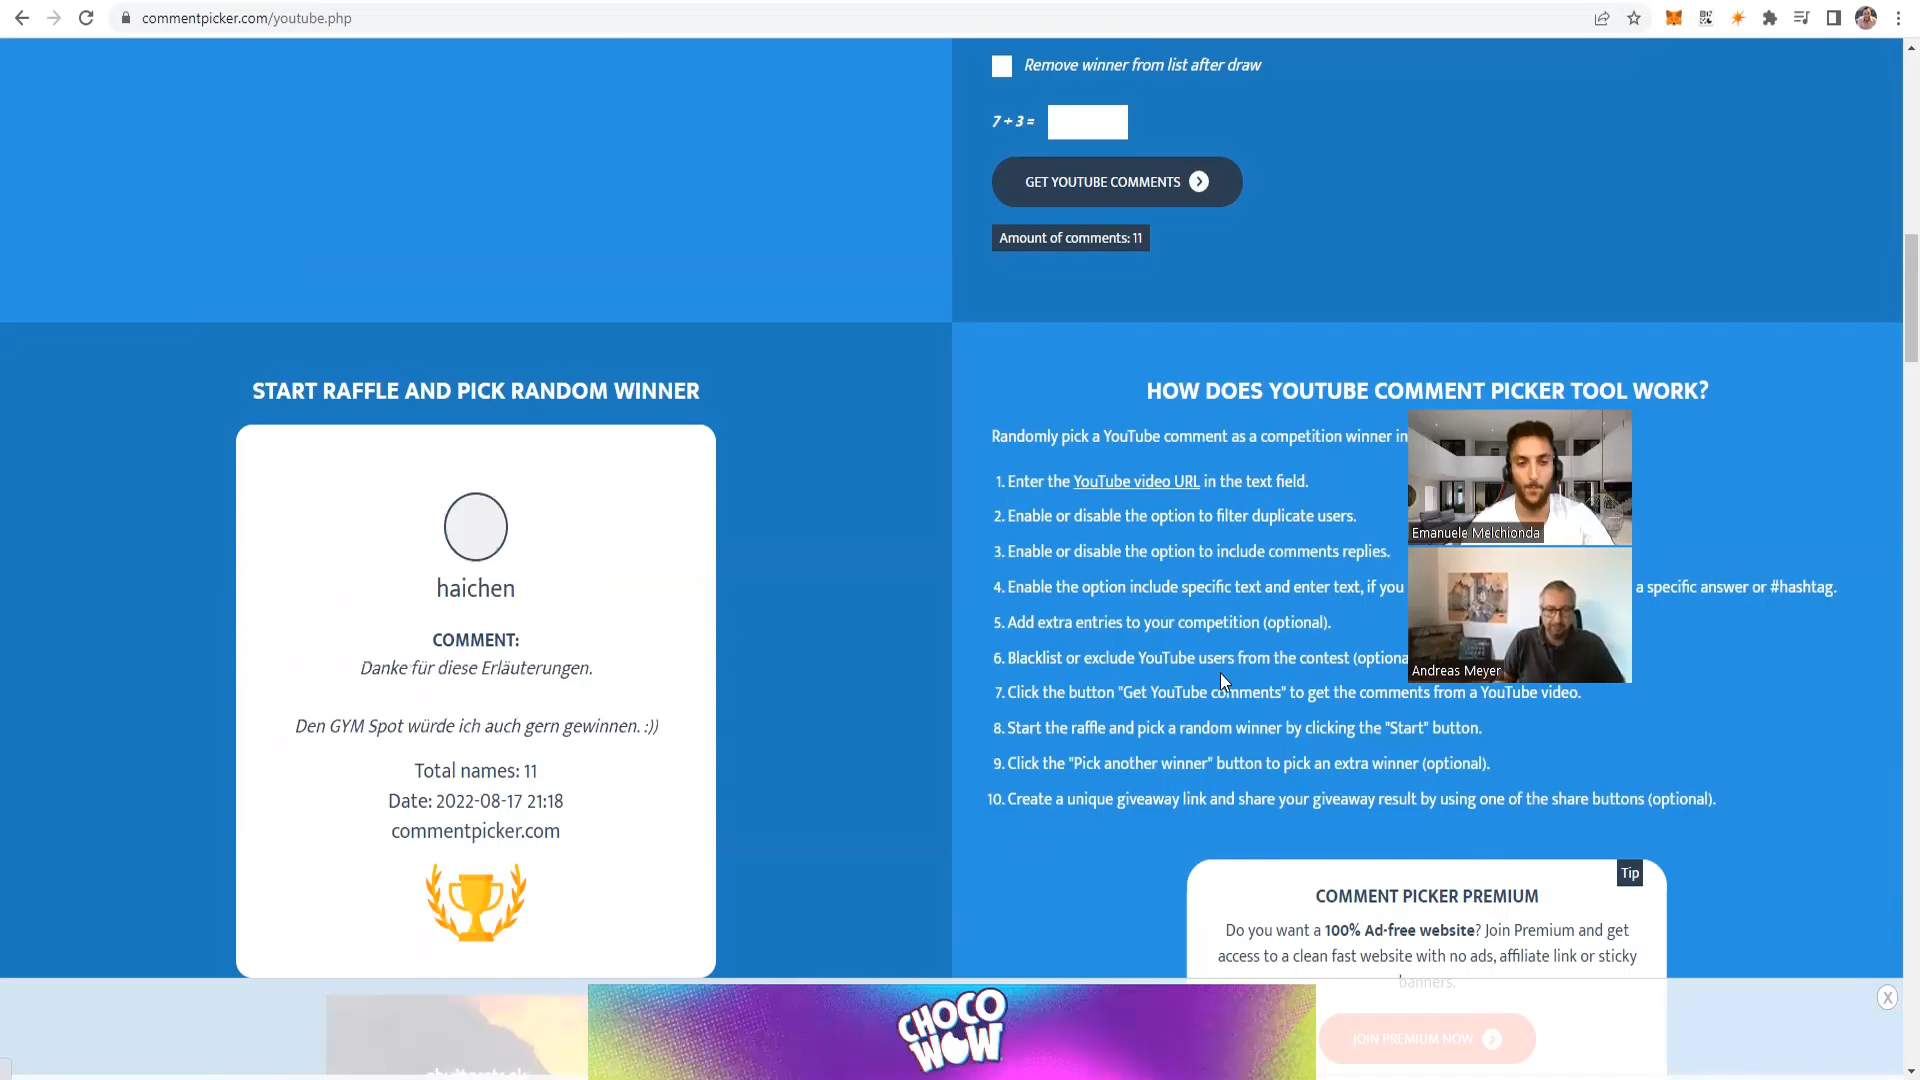 commentpicker.com/youtube.php
Remove winner from list after draw
7 + 3 =
GET YOUTUBE COMMENTS
Amount of comments: 11
START RAFFLE AND PICK RANDOM WINNER
haichen
COMMENT:
Danke für diese Erläuterungen.
Den GYM Spot würde ich auch gern gewinnen. :))
Total names: 11
Date: 2022-08-17 21:18
commentpicker.com
HOW DOES YOUTUBE COMMENT PICKER TOOL WORK?
Randomly pick a YouTube comment as a competition winner in
1. Enter the YouTube video URL in the text field.
2. Enable or disable the option to filter duplicate users.
3. Enable or disable the option to include comments replies.
4. Enable the option include specific text and enter text, if you a specific answer or #hashtag.
5. Add extra entries to your competition (optional).
6. Blacklist or exclude YouTube users from the contest (optiona
7. Click the button "Get YouTube comments" to get the comments from a YouTube video.
8. Start the raffle and pick a random winner by clicking the "Start" button.
9. Click the "Pick another winner" button to pick an extra winner (optional).
10. Create a unique giveaway link and share your giveaway result by using one of the share buttons (optional).
Emanuele Melchionda
Andreas Meyer
Tip
COMMENT PICKER PREMIUM
Do you want a 100% Ad-free website? Join Premium and get
access to a clean fast website with no ads, affiliate link or sticky
banners.
JOIN PREMIUM NOW
CHOCO
WOW
X